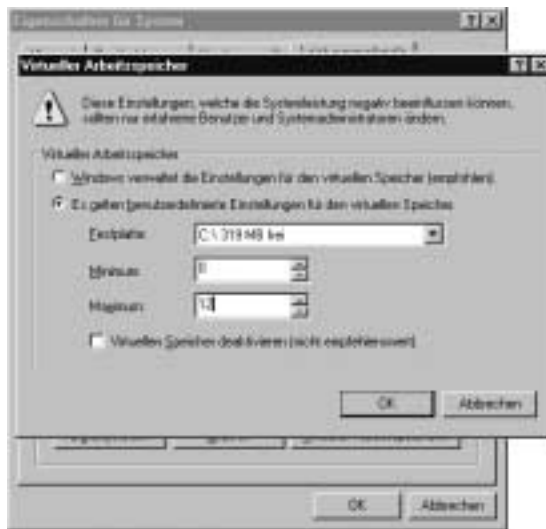 Eigenschaften für System
Virtueller Arbeitsspeicher
Diese Einstellungen, welche die Systemleistung negativ beeinflussen können,
sollten nur erfahrene Benutzer und Systemadministratoren ändern.
Virtueller Arbeitsspeicher
Windows verwaltet die Einstellungen für den virtuellen Speicher (empfohlen).
Es gelten benutzerdefinierte Einstellungen für den virtuellen Speicher.
Festplatte: C:\ 319 MB frei
Minimum:
Maximum: 12
Virtuellen Speicher deaktivieren (nicht empfehlenswert)
OK Abbrechen
OK Abbrechen